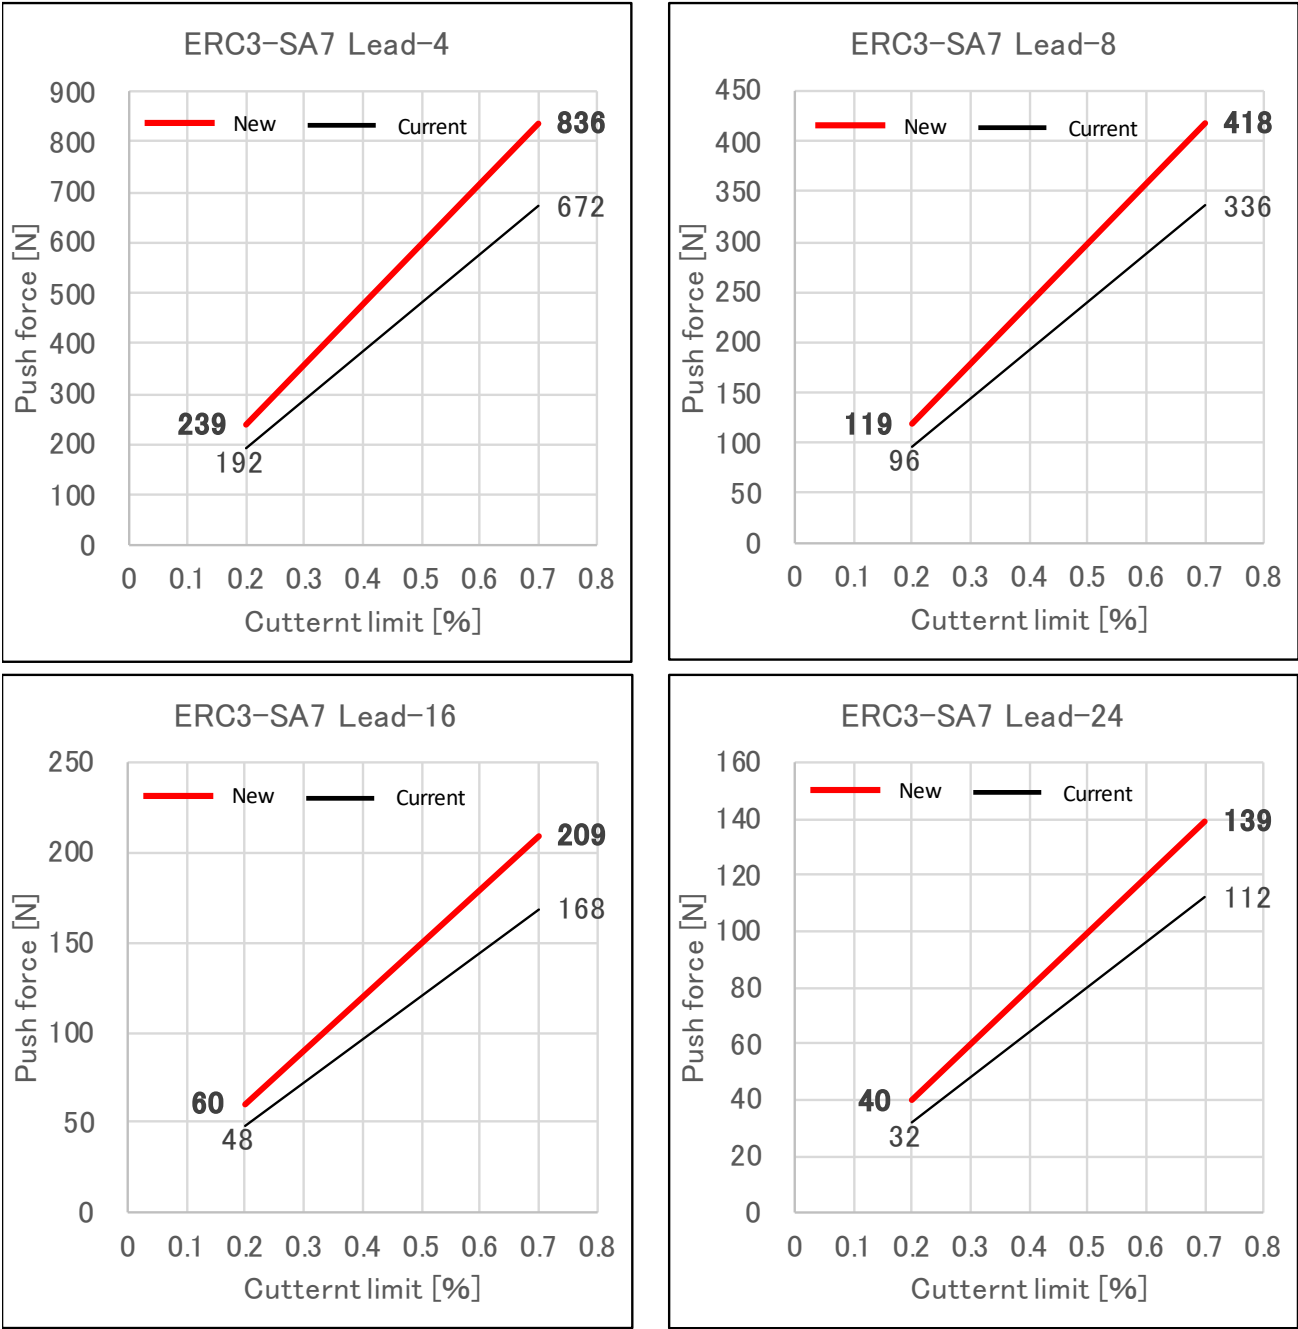 ERC3-SA7 Lead-4
900
800
700
600
500
400
300
200
100
0
Push force [N]
New
Current
836
672
239
192
0 0.1 0.2 0.3 0.4 0.5 0.6 0.7 0.8
Cutternt limit [%]
ERC3-SA7 Lead-8
450
400
350
300
250
200
150
100
50
0
Push force [N]
New
Current
418
336
119
96
0 0.1 0.2 0.3 0.4 0.5 0.6 0.7 0.8
Cutternt limit [%]
ERC3-SA7 Lead-16
250
200
150
100
50
0
Push force [N]
New
Current
209
168
60
48
0 0.1 0.2 0.3 0.4 0.5 0.6 0.7 0.8
Cutternt limit [%]
ERC3-SA7 Lead-24
160
140
120
100
80
60
40
20
0
Push force [N]
New
Current
139
112
40
32
0 0.1 0.2 0.3 0.4 0.5 0.6 0.7 0.8
Cutternt limit [%]